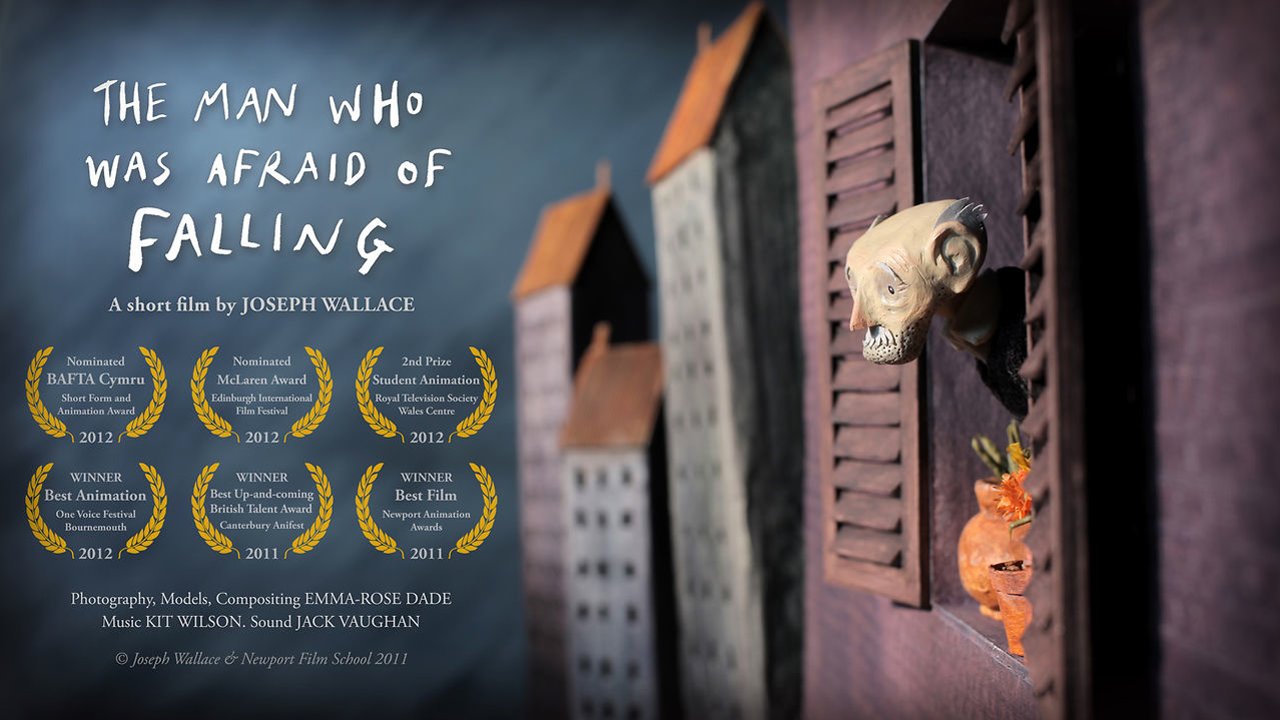 THE MAN WHO
WAS AFRAID OF
FALLING
A short film by JOSEPH WALLACE
Nominated
BAFTA Cymru
Short Form and
Animation Award
2012
Nominated
McLaren Award
Edinburgh International
Film Festival
2012
2nd Prize
Student Animation
Royal Television Society
Wales Centre
2012
WINNER
Best Animation
One Voice Festival
Bournemouth
2012
WINNER
Best Up-and-coming
British Talent Award
Canterbury Anifest
2011
WINNER
Best Film
Newport Animation
Awards
2011
Photography, Models, Compositing EMMA-ROSE DADE
Music KIT WILSON. Sound JACK VAUGHAN
© Joseph Wallace & Newport Film School 2011